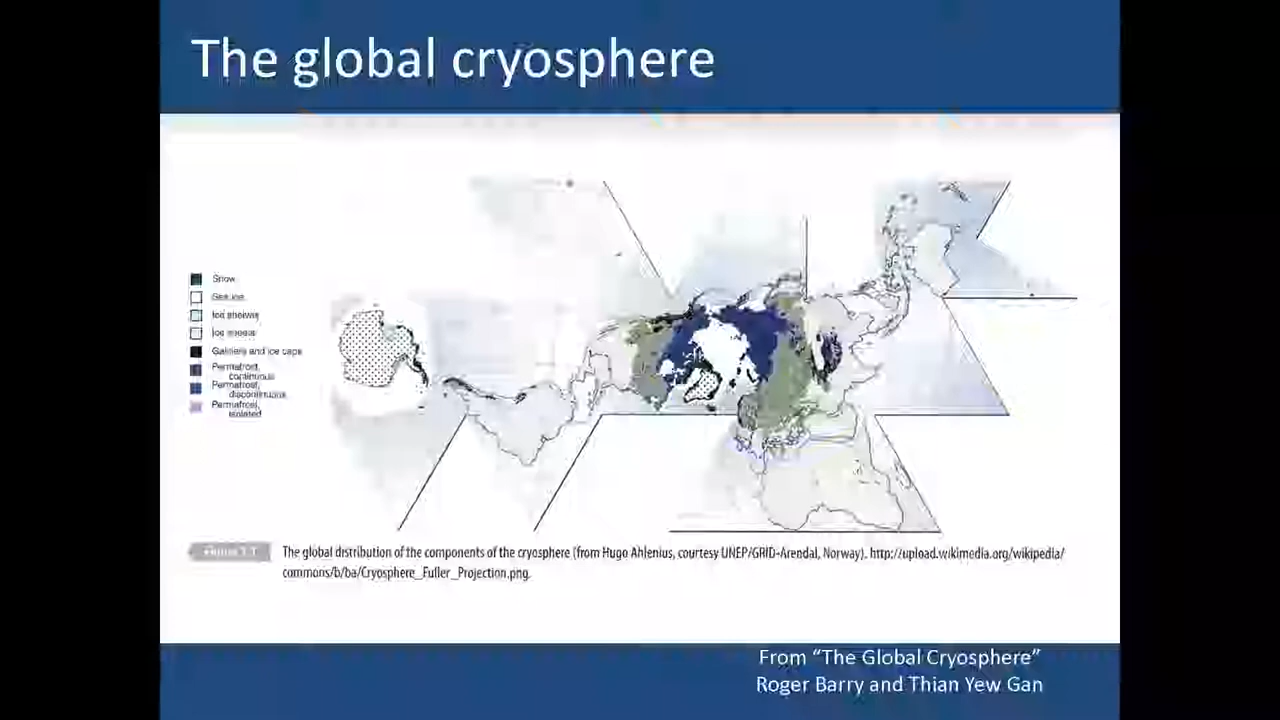 The global cryosphere
Snow
Sea ice
Ice shelves
Ice sheets
Galciers and ice caps
Permafrost,
continuous
Permafrost,
discontinuous
Permafrost,
isolated
The global distribution of the components of the cryosphere (from Hugo Ahlenius, courtesy UNEP/GRID-Arendal, Norway). http://upload.wikimedia.org/wikipedia/
commons/b/ba/Cryosphere_Fuller_Projection.png.
From “The Global Cryosphere”
Roger Barry and Thian Yew Gan